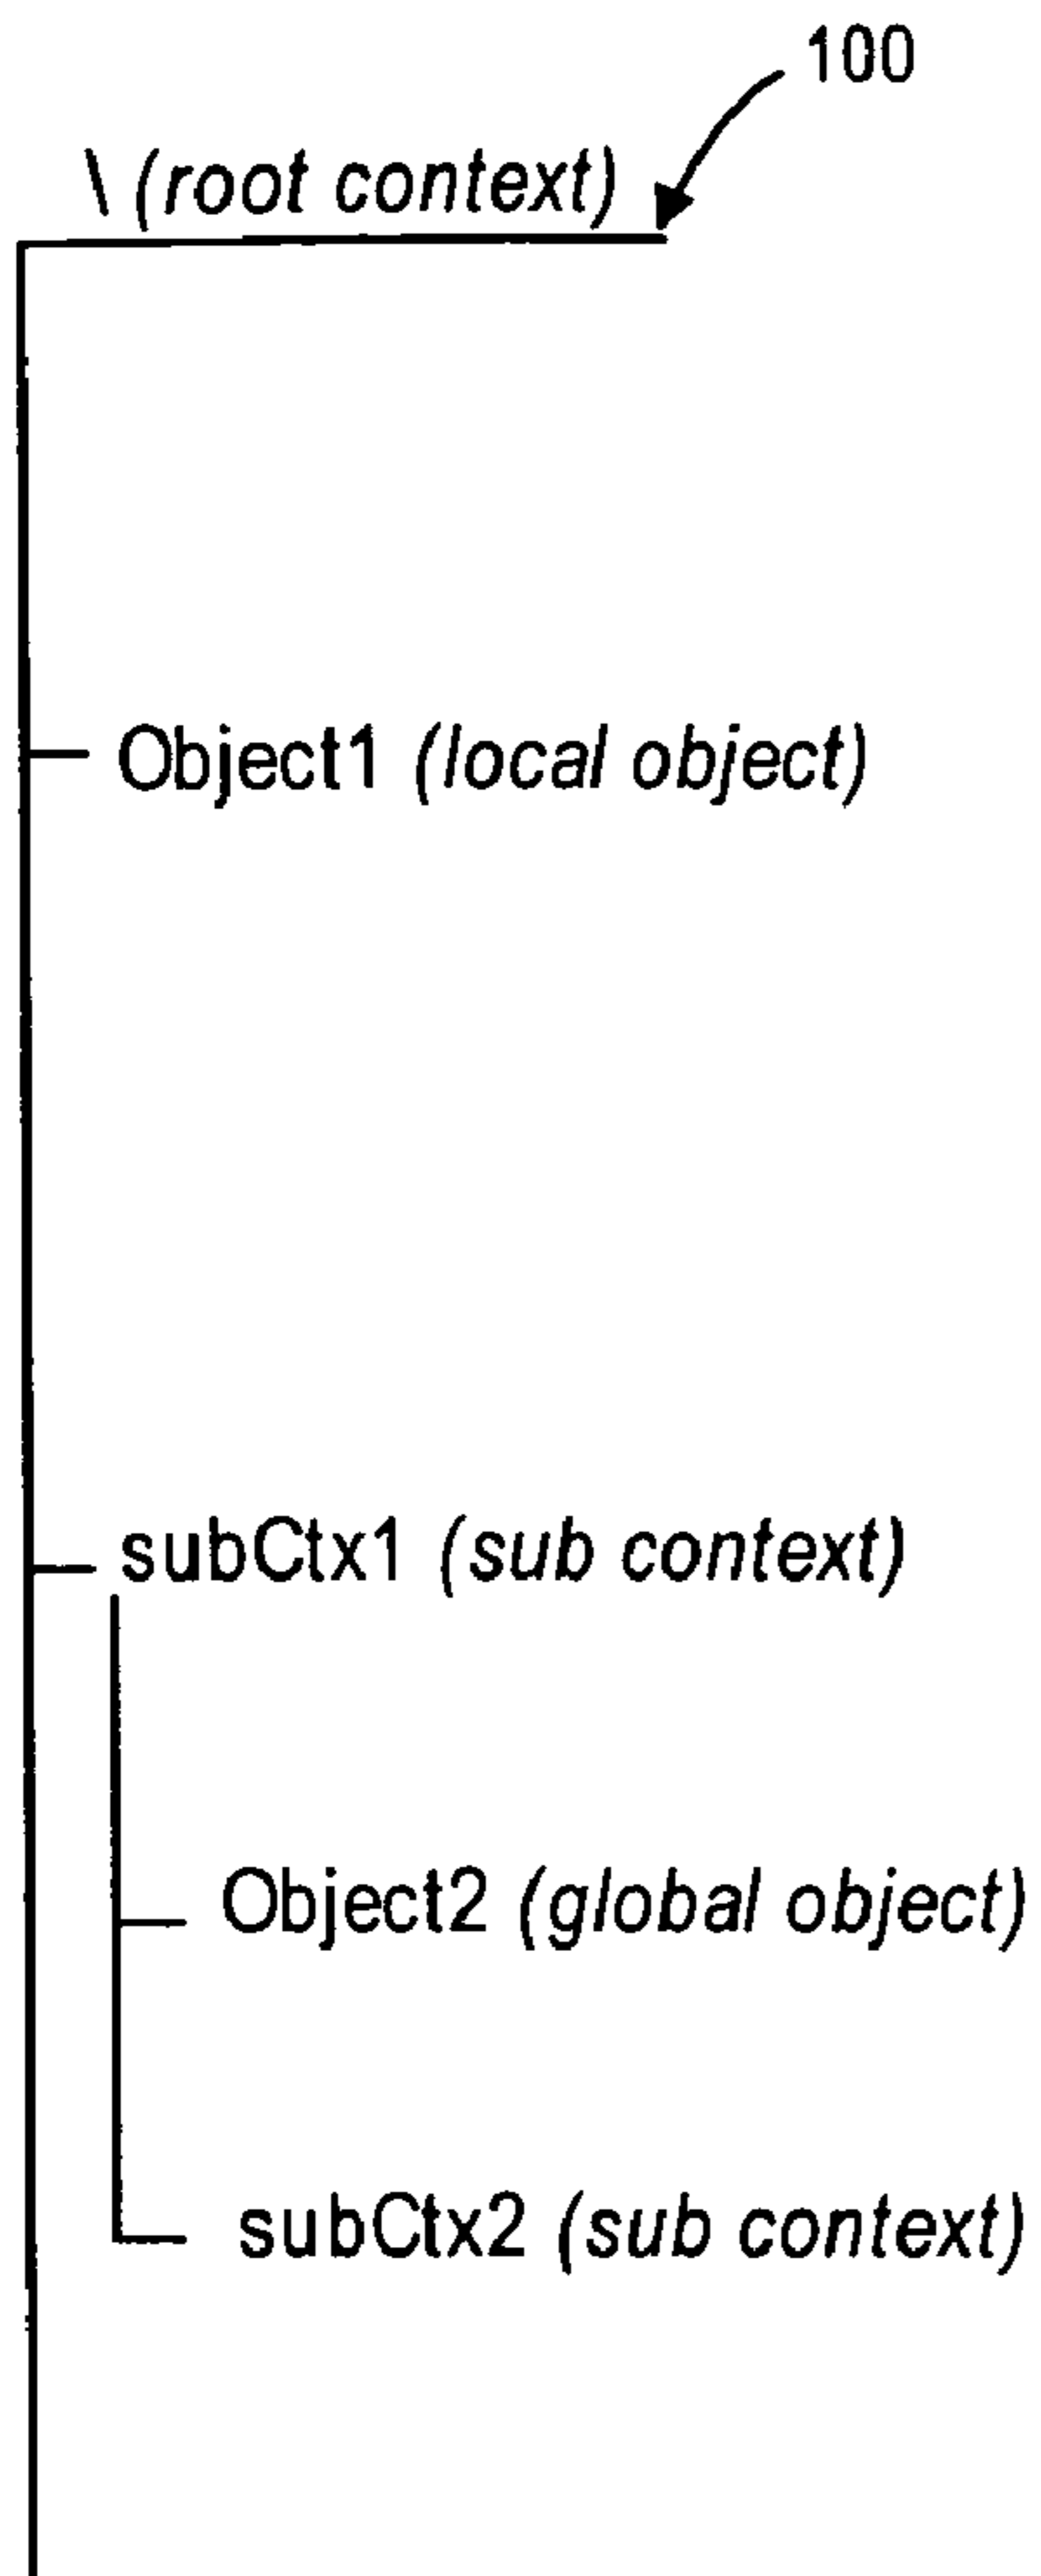 100
\ (root context)
Object1 (local object)
subCtx1 (sub context)
Object2 (global object)
subCtx2 (sub context)